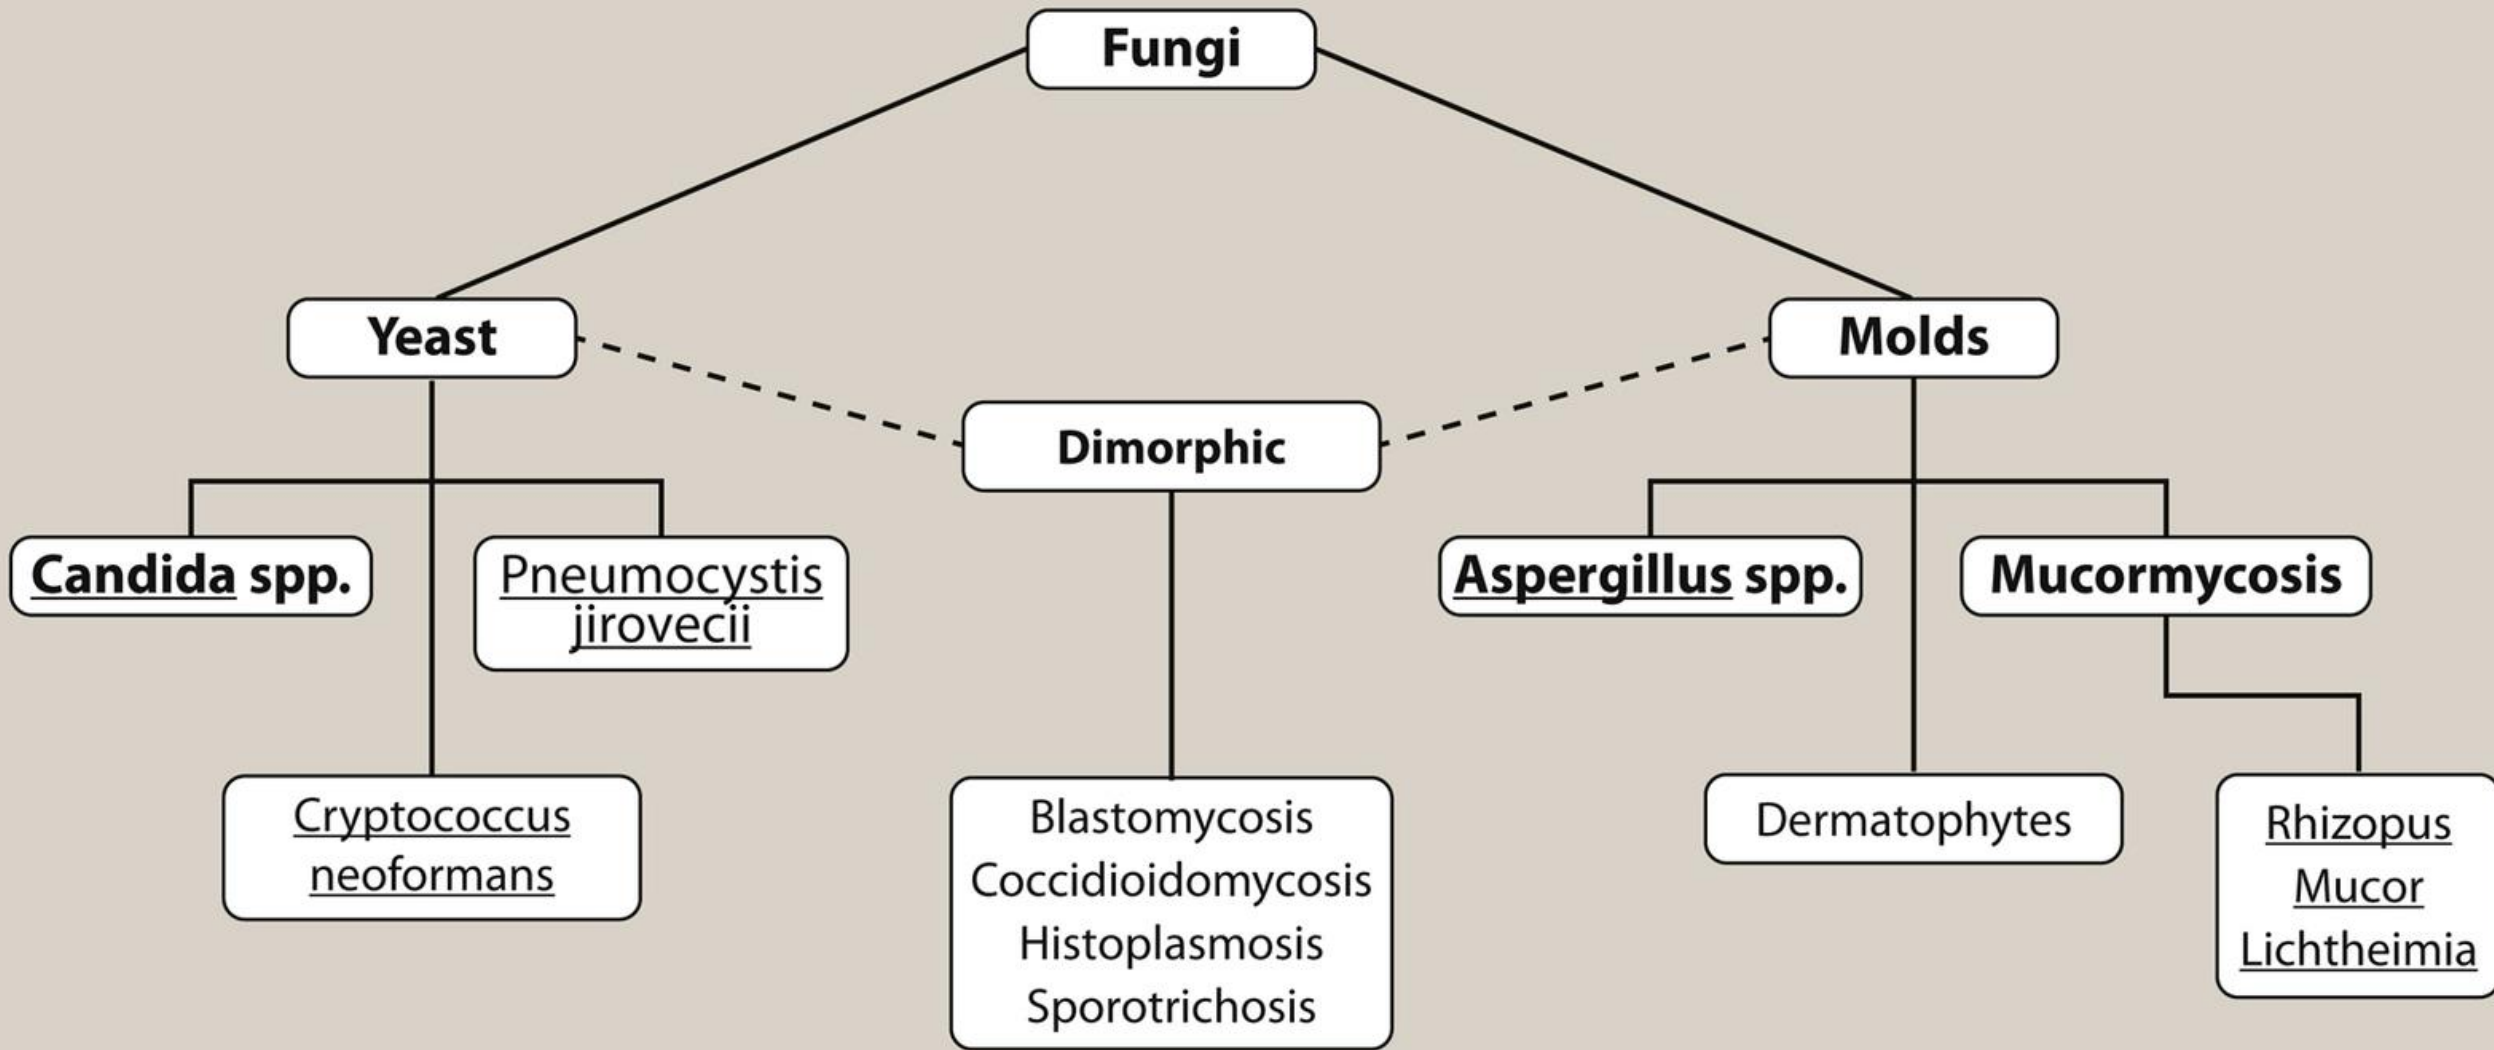 Fungi
Yeast
Molds
Dimorphic
Candida spp.
Pneumocystis
jirovecii
Aspergillus spp.
Mucormycosis
Cryptococcus
neoformans
Blastomycosis
Coccidioidomycosis
Histoplasmosis
Sporotrichosis
Dermatophytes
Rhizopus
Mucor
Lichtheimia